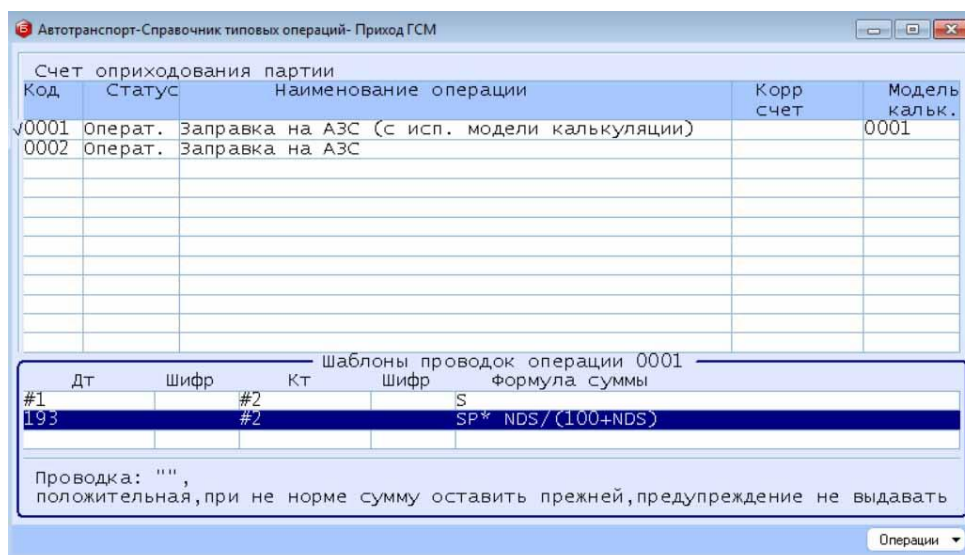 Автотранспорт-Справочник типовых операций- Приход ГСМ
Счет оприходования партии
Код Статус Наименование операции Корр счет Модель кальк.
√0001 Операт. Заправка на АЗС (с исп. модели калькуляции) 0001
0002 Операт. Заправка на АЗС
Шаблоны проводок операции 0001
Дт Шифр Кт Шифр Формула суммы
#1 #2 S
193 #2 SP* NDS/(100+NDS)
Проводка: "",
положительная,при не норме сумму оставить прежней,предупреждение не выдавать
Операции